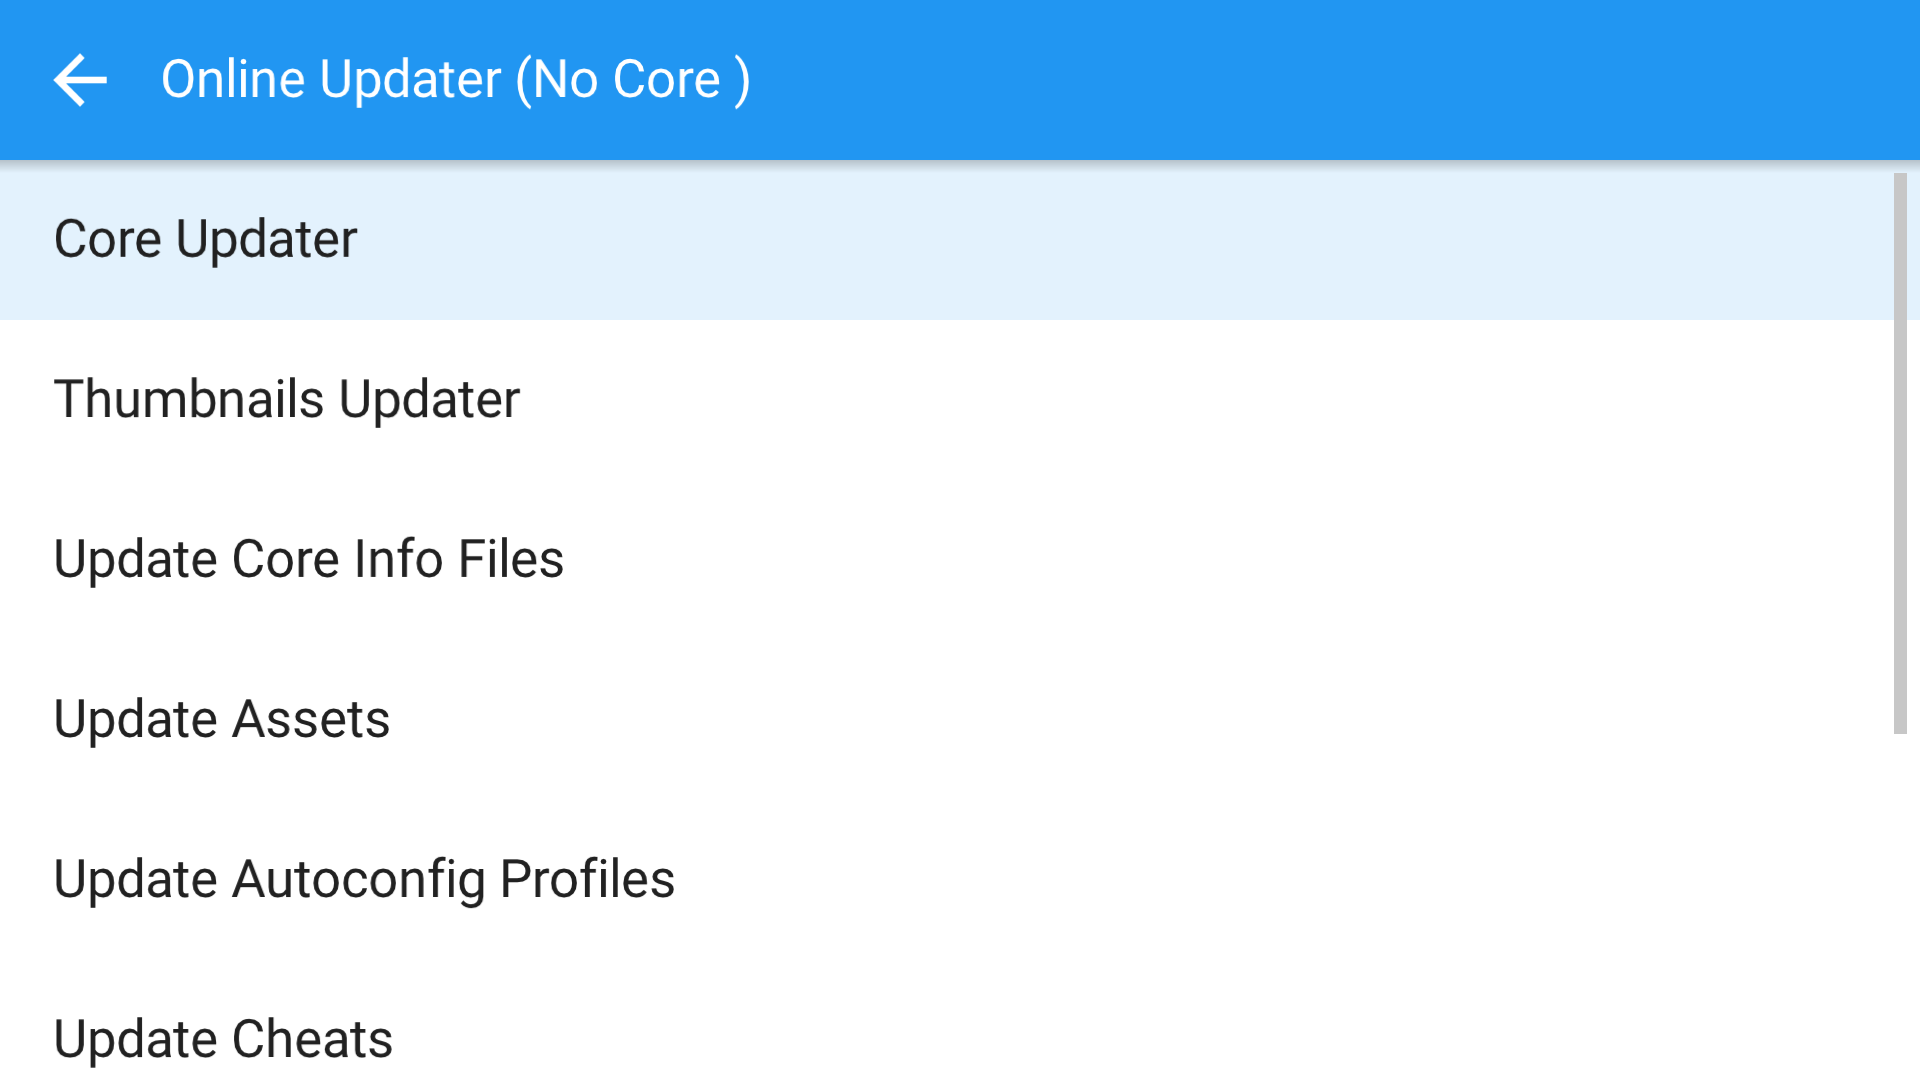 Online Updater (No Core )
Core Updater
Thumbnails Updater
Update Core Info Files
Update Assets
Update Autoconfig Profiles
Update Cheats